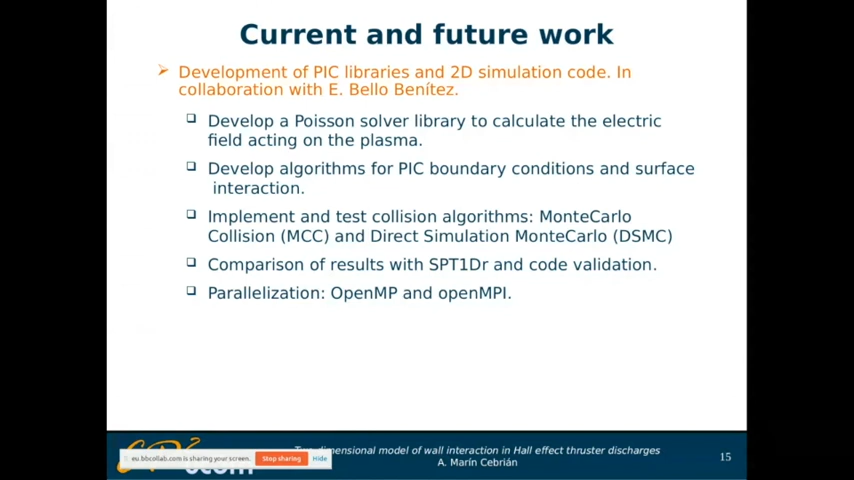 Current and future work
Development of PIC libraries and 2D simulation code. In
collaboration with E. Bello Benítez.
Develop a Poisson solver library to calculate the electric
field acting on the plasma.
Develop algorithms for PIC boundary conditions and surface
interaction.
Implement and test collision algorithms: MonteCarlo
Collision (MCC) and Direct Simulation MonteCarlo (DSMC)
Comparison of results with SPT1Dr and code validation.
Parallelization: OpenMP and openMPI.
dimensional model of wall interaction in Hall effect thruster discharges
A. Marín Cebrián
15
eu.bbcollab.com is sharing your screen.
Stop sharing
Hide